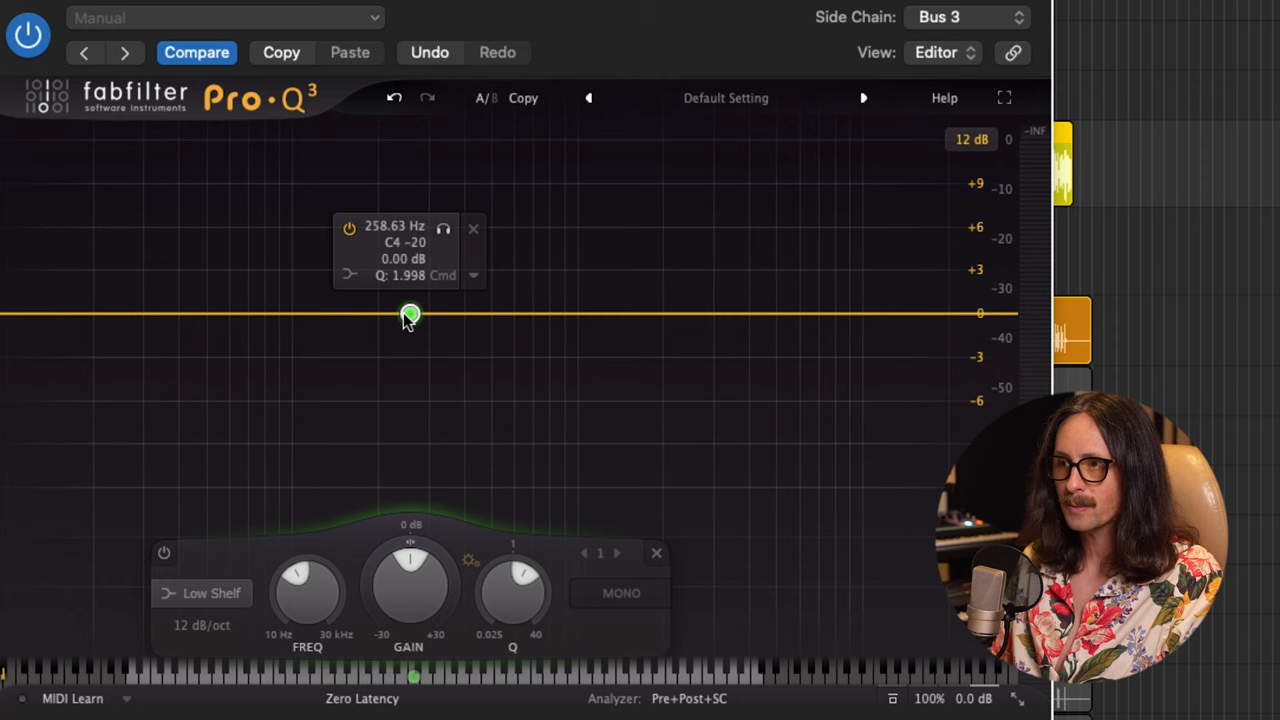 Manual
Side Chain: Bus 3
Compare Copy Paste Undo Redo
View: Editor
fabfilter
software instruments
Pro·Q³
A/B Copy
Default Setting
Help
12 dB 0 -INF
+9 -10
+6 -20
+3 -30
0 -40
-3 -50
-6
258.63 Hz
C4 -20
0.00 dB
Q: 1.998 Cmd
0 dB
1
1
Low Shelf
MONO
12 dB/oct
10 Hz 30 kHz
-30 +30
0.025 40
FREQ GAIN Q
MIDI Learn
Zero Latency
Analyzer: Pre+Post+SC
100% 0.0 dB